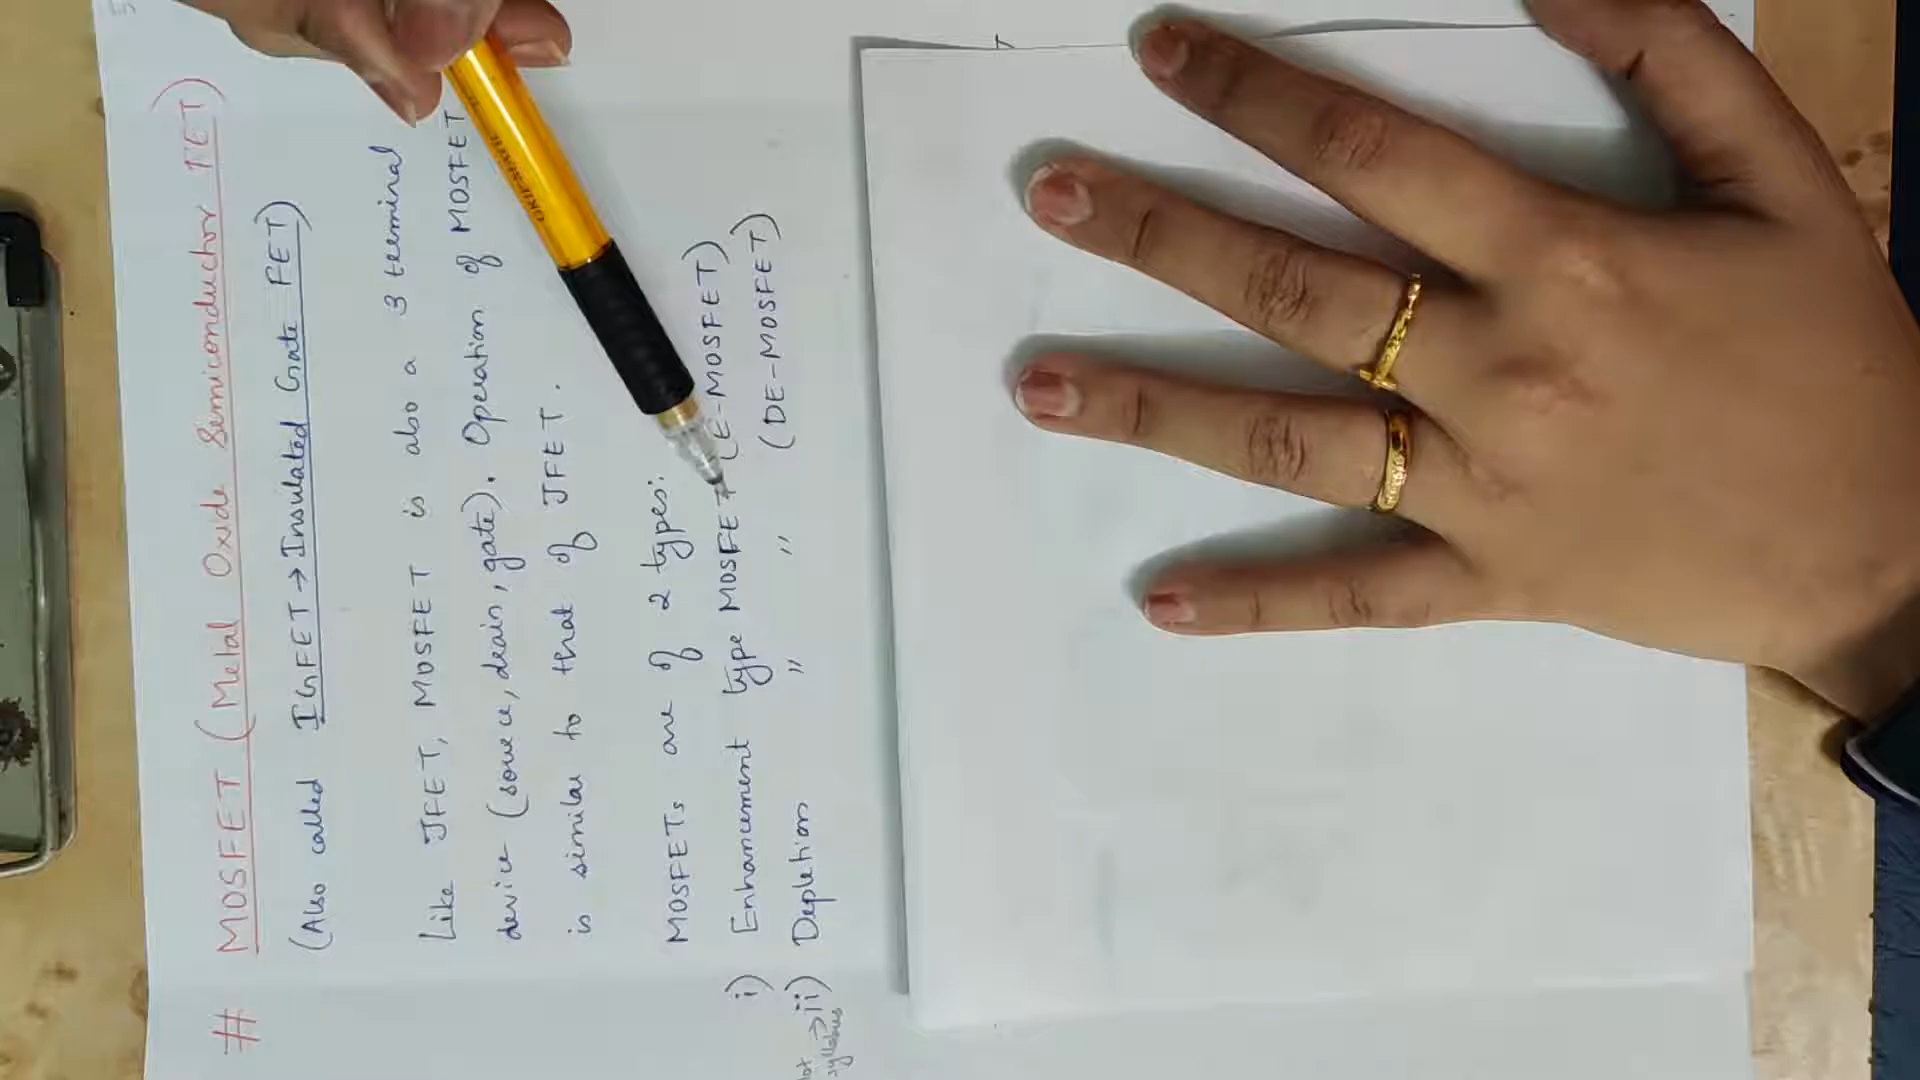 # MOSFET (Metal Oxide Semiconductor FET)
(Also called IGFET → Insulated Gate FET)
Like JFET, MOSFET is also a 3 terminal
device (source, drain, gate). Operation of MOSFET
is similar to that of JFET.
MOSFETs are of 2 types:
i) Enhancement type MOSFET (E-MOSFET)
ii) Depletion " " (DE-MOSFET)
syllabus →